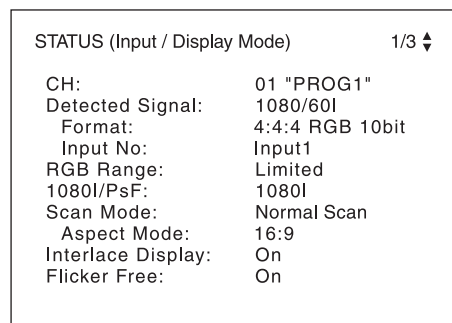 STATUS (Input / Display Mode) 1/3
CH: 01 "PROG1"
Detected Signal: 1080/60I
Format: 4:4:4 RGB 10bit
Input No: Input1
RGB Range: Limited
1080I/PsF: 1080I
Scan Mode: Normal Scan
Aspect Mode: 16:9
Interlace Display: On
Flicker Free: On